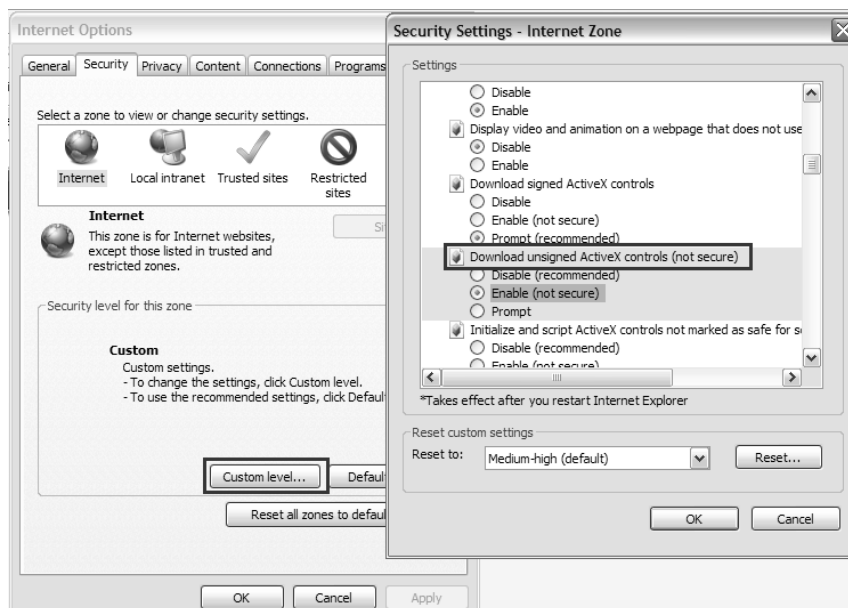 Internet Options
General Security Privacy Content Connections Programs
Select a zone to view or change security settings.
Internet Local intranet Trusted sites Restricted
sites
Internet
This zone is for Internet websites,
except those listed in trusted and
restricted zones.
Security level for this zone
Custom
Custom settings.
- To change the settings, click Custom level.
- To use the recommended settings, click Defaul
Custom level... Defaul
Reset all zones to defaul
OK Cancel Apply
Security Settings - Internet Zone
Settings
Disable
Enable
Display video and animation on a webpage that does not use
Disable
Enable
Download signed ActiveX controls
Disable
Enable (not secure)
Prompt (recommended)
Download unsigned ActiveX controls (not secure)
Disable (recommended)
Enable (not secure)
Prompt
Initialize and script ActiveX controls not marked as safe for s
Disable (recommended)
Enable (not secure)
*Takes effect after you restart Internet Explorer
Reset custom settings
Reset to: Medium-high (default) Reset...
OK Cancel